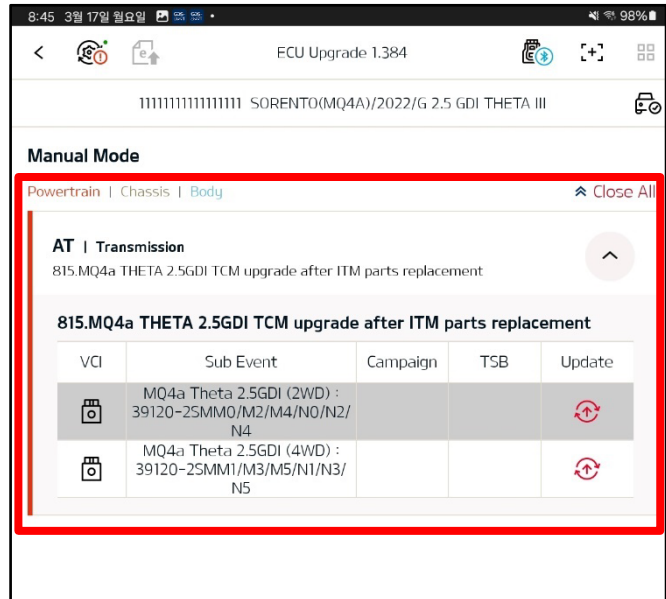 8:45 3월 17일 월요일 98%
ECU Upgrade 1.384
11111111111111111 SORENTO(MQ4A)/2022/G 2.5 GDI THETA III
Manual Mode
Powertrain | Chassis | Body Close All
AT | Transmission
815.MQ4a THETA 2.5GDI TCM upgrade after ITM parts replacement
815.MQ4a THETA 2.5GDI TCM upgrade after ITM parts replacement
VCI Sub Event Campaign TSB Update
MQ4a Theta 2.5GDI (2WD) :
39120-2SMM0/M2/M4/N0/N2/
N4
MQ4a Theta 2.5GDI (4WD) :
39120-2SMM1/M3/M5/N1/N3/
N5